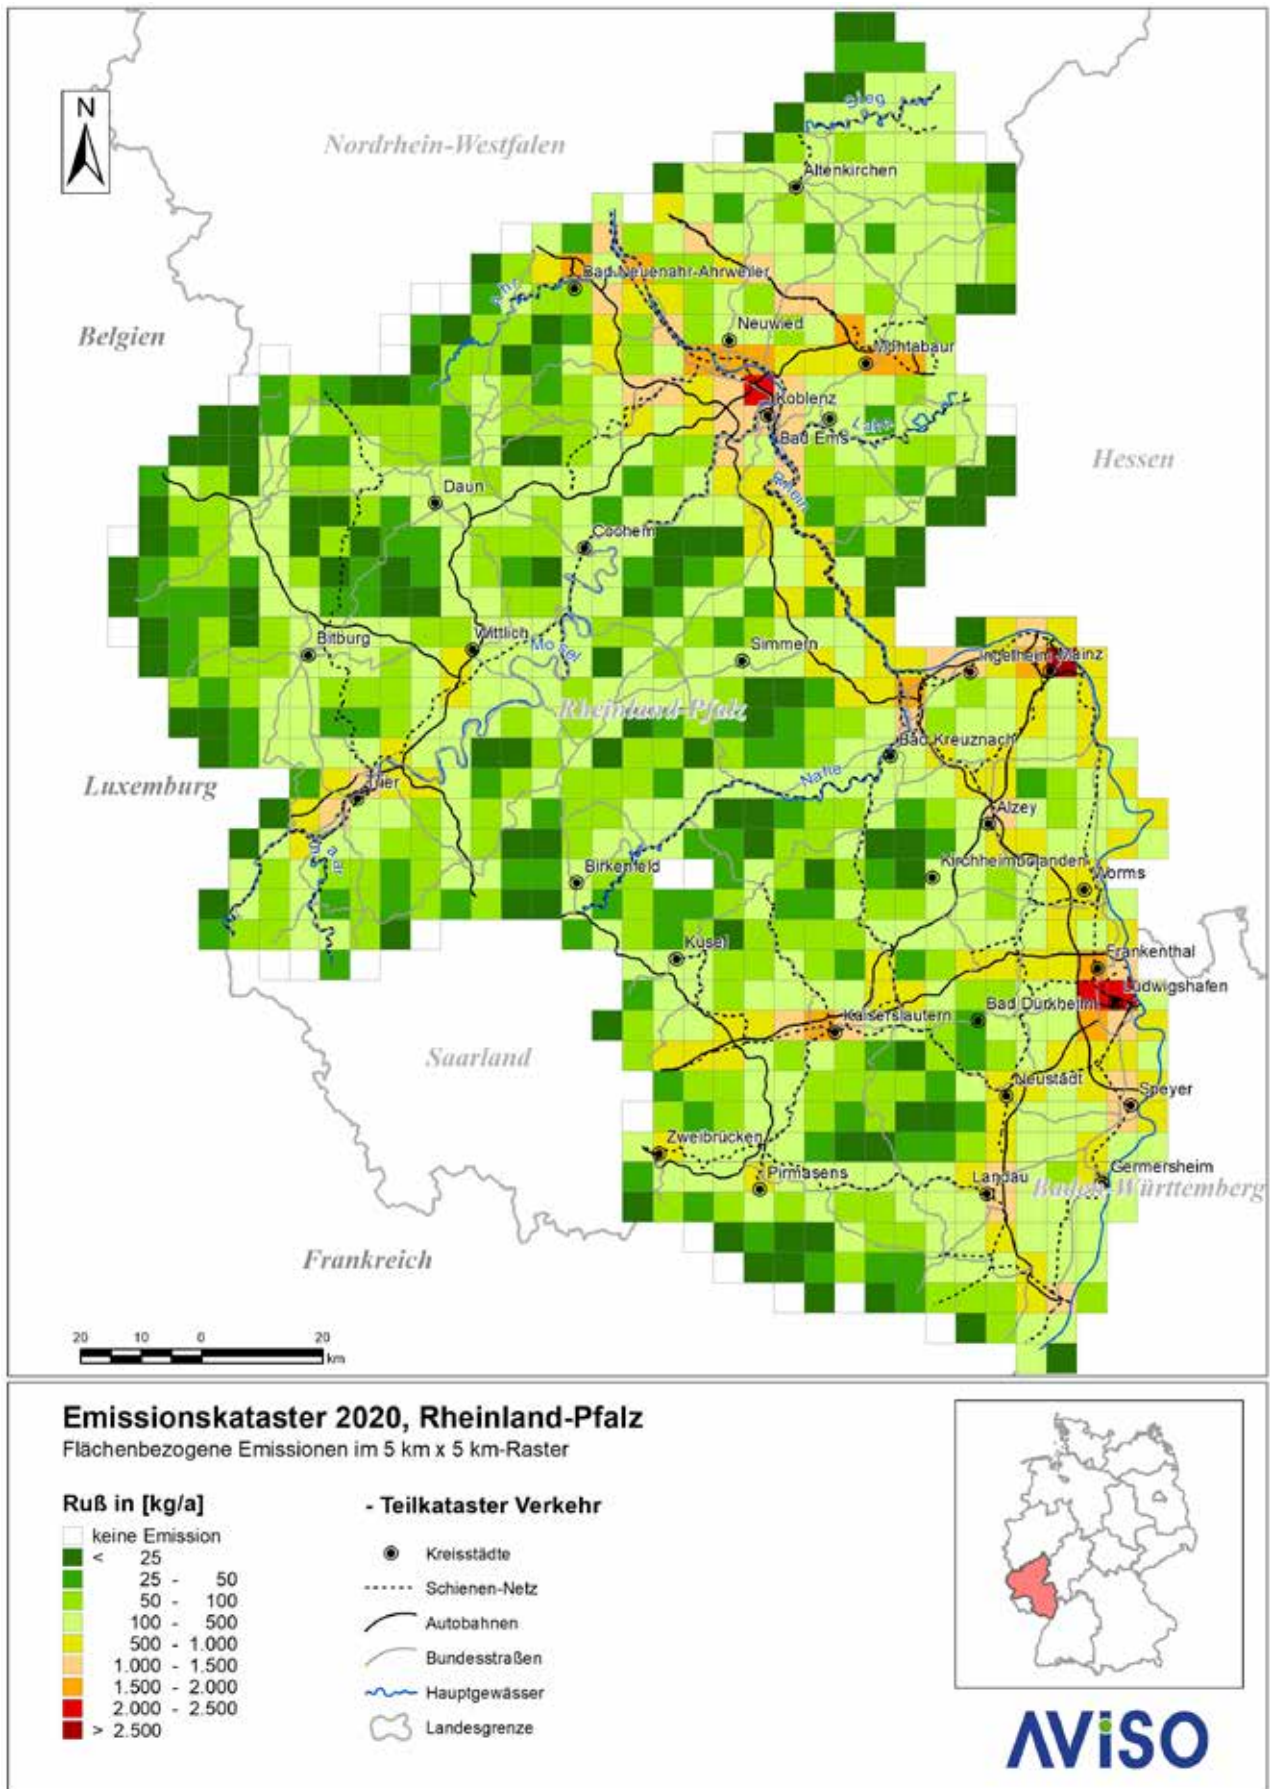 N
Nordrhein-Westfalen
Sieg
Altenkirchen
Bad Neuenahr-Ahrweiler
Ahr
Belgien
Neuwied
Montabaur
Koblenz
Bad Ems
Lahn
Hessen
Daun
Rhein
Cochem
Bitburg
Wittlich
Mosel
Simmern
Ingelheim
Mainz
Rheinland-Pfalz
Bad Kreuznach
Luxemburg
Trier
Nahe
Alzey
Saar
Birkenfeld
Kirchheimbolanden
Worms
Kusel
Frankenthal
Ludwigshafen
Bad Dürkheim
Kaiserslautern
Saarland
Neustadt
Speyer
Zweibrücken
Pirmasens
Landau
Germersheim
Baden-Württemberg
Frankreich
20 10 0 20
km
Emissionskataster 2020, Rheinland-Pfalz
Flächenbezogene Emissionen im 5 km x 5 km-Raster
Ruß in [kg/a]
keine Emission
< 25
25 - 50
50 - 100
100 - 500
500 - 1.000
1.000 - 1.500
1.500 - 2.000
2.000 - 2.500
> 2.500
- Teilkataster Verkehr
Kreisstädte
Schienen-Netz
Autobahnen
Bundesstraßen
Hauptgewässer
Landesgrenze
AViSO